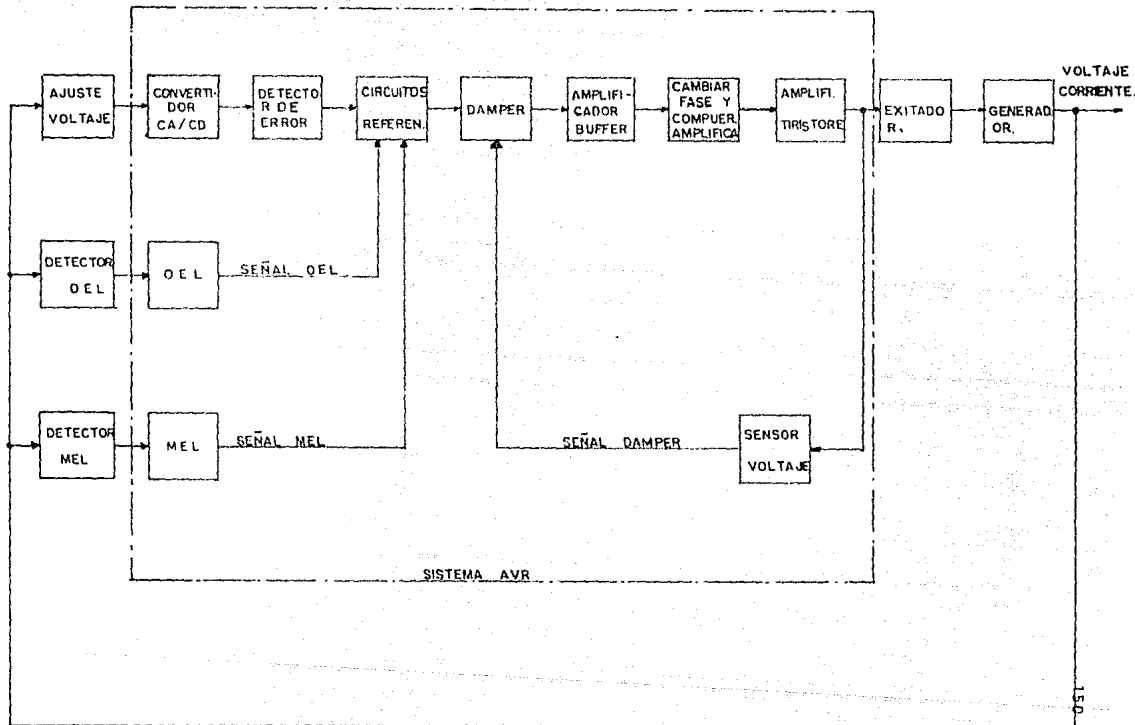 VOLTAJE
CORRIENTE.
AJUSTE
VOLTAJE
CONVERTI-
DOR
CA/CD
DETECTO
R DE
ERROR
CIRCUITOS
REFEREN.
DAMPER
AMPLIFI-
CADOR
BUFFER
CAMBIAR
FASE Y
COMPUER.
AMPLIFICA
AMPLIFI.
TIRISTORE
EXITADO
R.
GENERAD
OR.
DETECTOR
OEL
OEL
SEÑAL OEL
DETECTOR
MEL
MEL
SEÑAL MEL
SEÑAL DAMPER
SENSOR
VOLTAJE
SISTEMA AVR
150